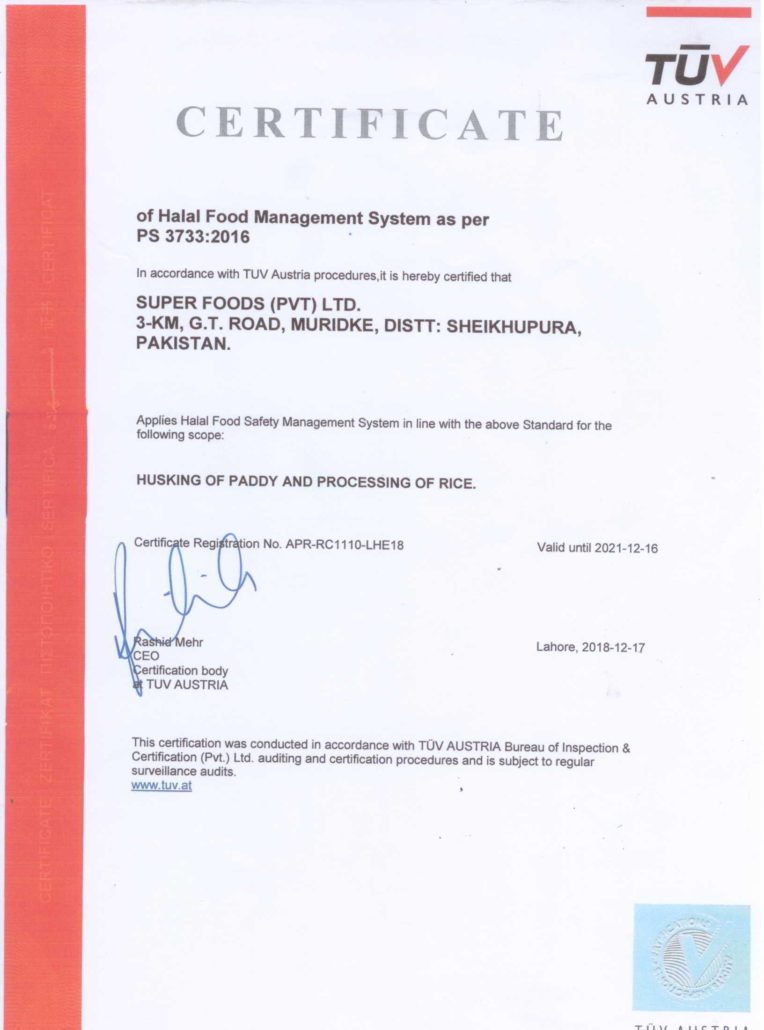 TÜV
AUSTRIA
CERTIFICATE
of Halal Food Management System as per
PS 3733:2016
In accordance with TUV Austria procedures,it is hereby certified that
SUPER FOODS (PVT) LTD.
3-KM, G.T. ROAD, MURIDKE, DISTT: SHEIKHUPURA,
PAKISTAN.
Applies Halal Food Safety Management System in line with the above Standard for the
following scope:
HUSKING OF PADDY AND PROCESSING OF RICE.
Certificate Registration No. APR-RC1110-LHE18
Valid until 2021-12-16
Rashid Mehr
CEO
Certification body
at TUV AUSTRIA
Lahore, 2018-12-17
This certification was conducted in accordance with TÜV AUSTRIA Bureau of Inspection &
Certification (Pvt.) Ltd. auditing and certification procedures and is subject to regular
surveillance audits.
www.tuv.at
CERTIFICATE ZERTIFIKAT ΠΙΣΤΟΠΟΙΗΤΙΚΟ CERTIFICAT
TÜV AUSTRIA